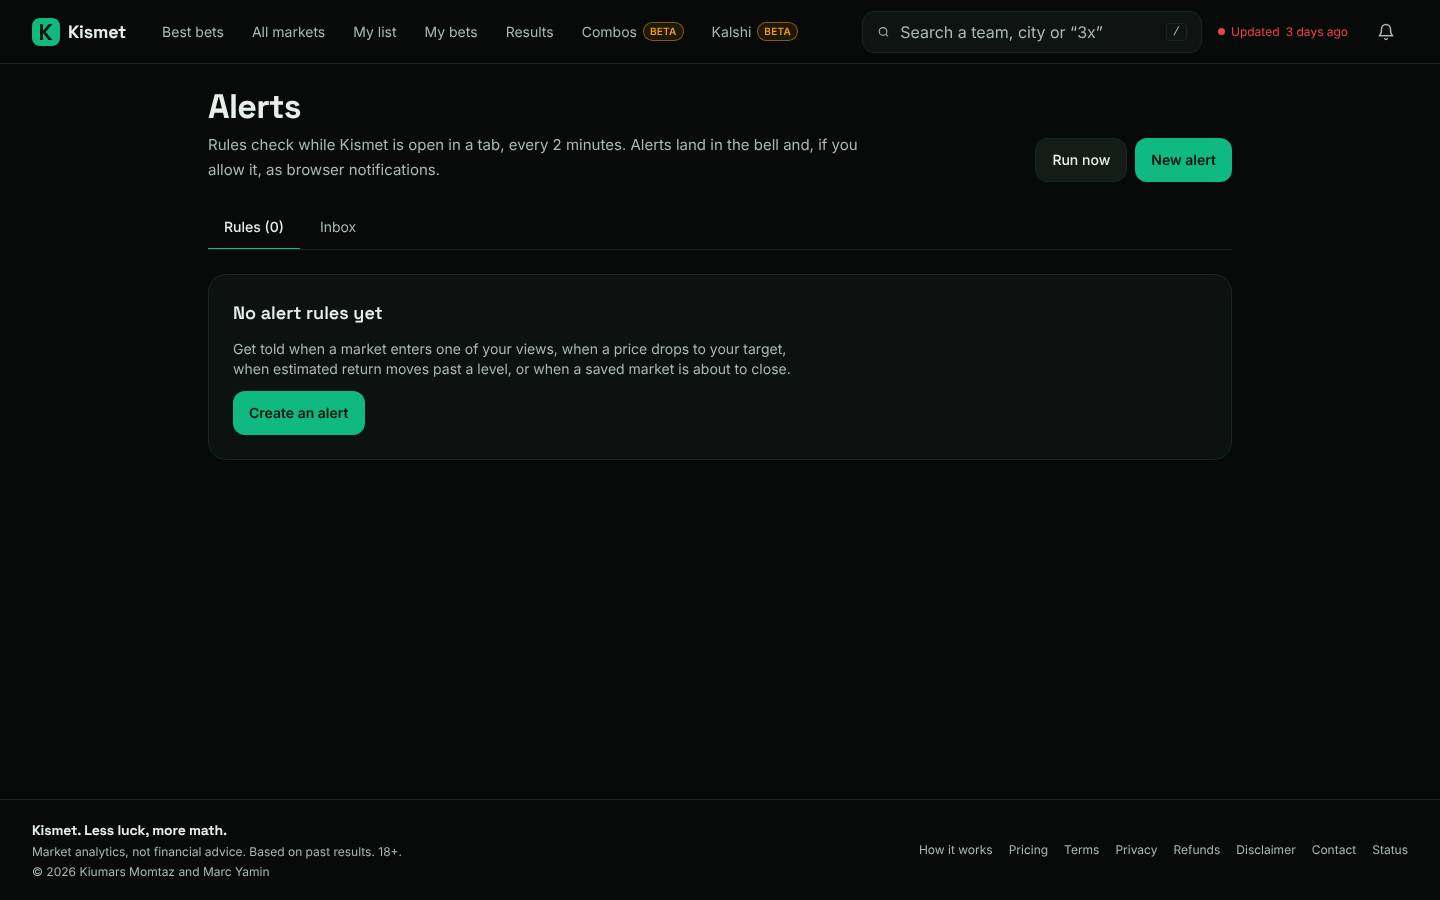 K Kismet Best bets All markets My list My bets Results Combos BETA Kalshi BETA Search a team, city or “3x” / Updated 3 days ago
Alerts
Rules check while Kismet is open in a tab, every 2 minutes. Alerts land in the bell and, if you
allow it, as browser notifications.
Run now New alert
Rules (0) Inbox
No alert rules yet
Get told when a market enters one of your views, when a price drops to your target,
when estimated return moves past a level, or when a saved market is about to close.
Create an alert
Kismet. Less luck, more math.
Market analytics, not financial advice. Based on past results. 18+.
© 2026 Kiumars Momtaz and Marc Yamin
How it works Pricing Terms Privacy Refunds Disclaimer Contact Status